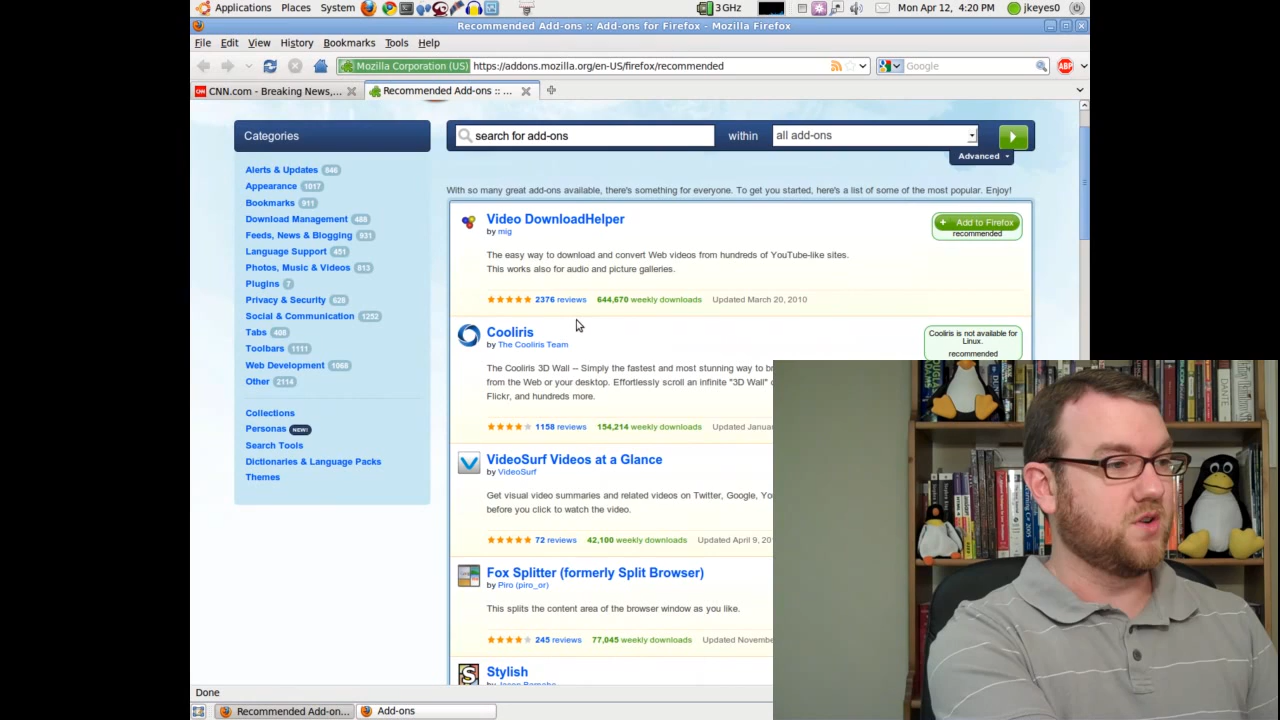 Applications Places System 3 GHz Mon Apr 12, 4:20 PM jkeyes0
Recommended Add-ons :: Add-ons for Firefox - Mozilla Firefox
File Edit View History Bookmarks Tools Help
Mozilla Corporation (US) https://addons.mozilla.org/en-US/firefox/recommended Google ABP
CNN.com - Breaking News,... Recommended Add-ons :: ...
Categories
search for add-ons within all add-ons
Advanced
Alerts & Updates 846
Appearance 1017
Bookmarks 911
Download Management 488
Feeds, News & Blogging 931
Language Support 451
Photos, Music & Videos 813
Plugins 7
Privacy & Security 628
Social & Communication 1252
Tabs 408
Toolbars 1111
Web Development 1068
Other 2114
Collections
Personas NEW!
Search Tools
Dictionaries & Language Packs
Themes
With so many great add-ons available, there's something for everyone. To get you started, here's a list of some of the most popular. Enjoy!
Video DownloadHelper
by mig
+ Add to Firefox
recommended
The easy way to download and convert Web videos from hundreds of YouTube-like sites.
This works also for audio and picture galleries.
2376 reviews 644,670 weekly downloads Updated March 20, 2010
Cooliris
by The Cooliris Team
Cooliris is not available for
Linux.
recommended
The Cooliris 3D Wall -- Simply the fastest and most stunning way to
from the Web or your desktop. Effortlessly scroll an infinite "3D Wall"
Flickr, and hundreds more.
1158 reviews 154,214 weekly downloads Updated
VideoSurf Videos at a Glance
by VideoSurf
Get visual video summaries and related videos on Twitter, Google,
before you click to watch the video.
72 reviews 42,100 weekly downloads Updated April 9,
Fox Splitter (formerly Split Browser)
by Piro (piro_or)
This splits the content area of the browser window as you like.
245 reviews 77,045 weekly downloads Updated
S Stylish
Done
Recommended Add-on... Add-ons